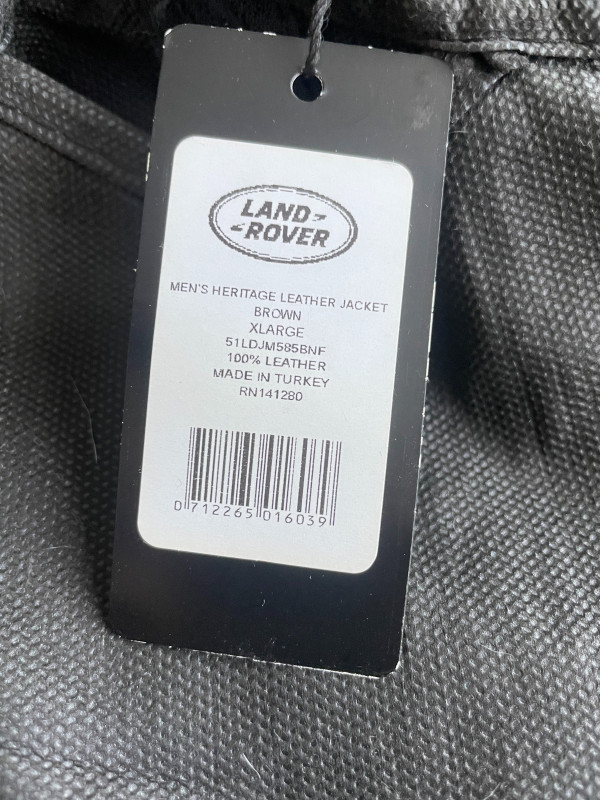 LAND
ROVER
MEN'S HERITAGE LEATHER JACKET
BROWN
XLARGE
51LDJM585BNF
100% LEATHER
MADE IN TURKEY
RN141280
0 712265 016039